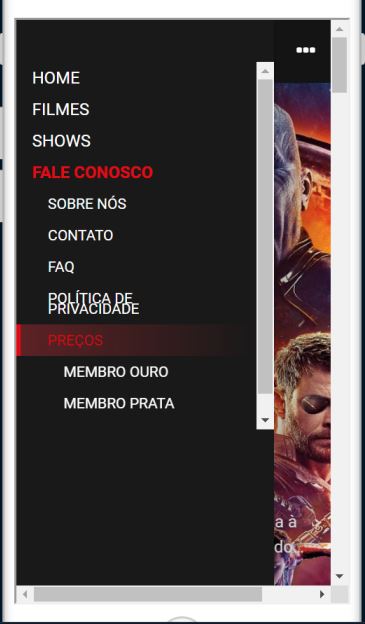 HOME
FILMES
SHOWS
FALE CONOSCO
SOBRE NÓS
CONTATO
FAQ
POLÍTICA DE
PRIVACIDADE
PREÇOS
MEMBRO OURO
MEMBRO PRATA
a à
do